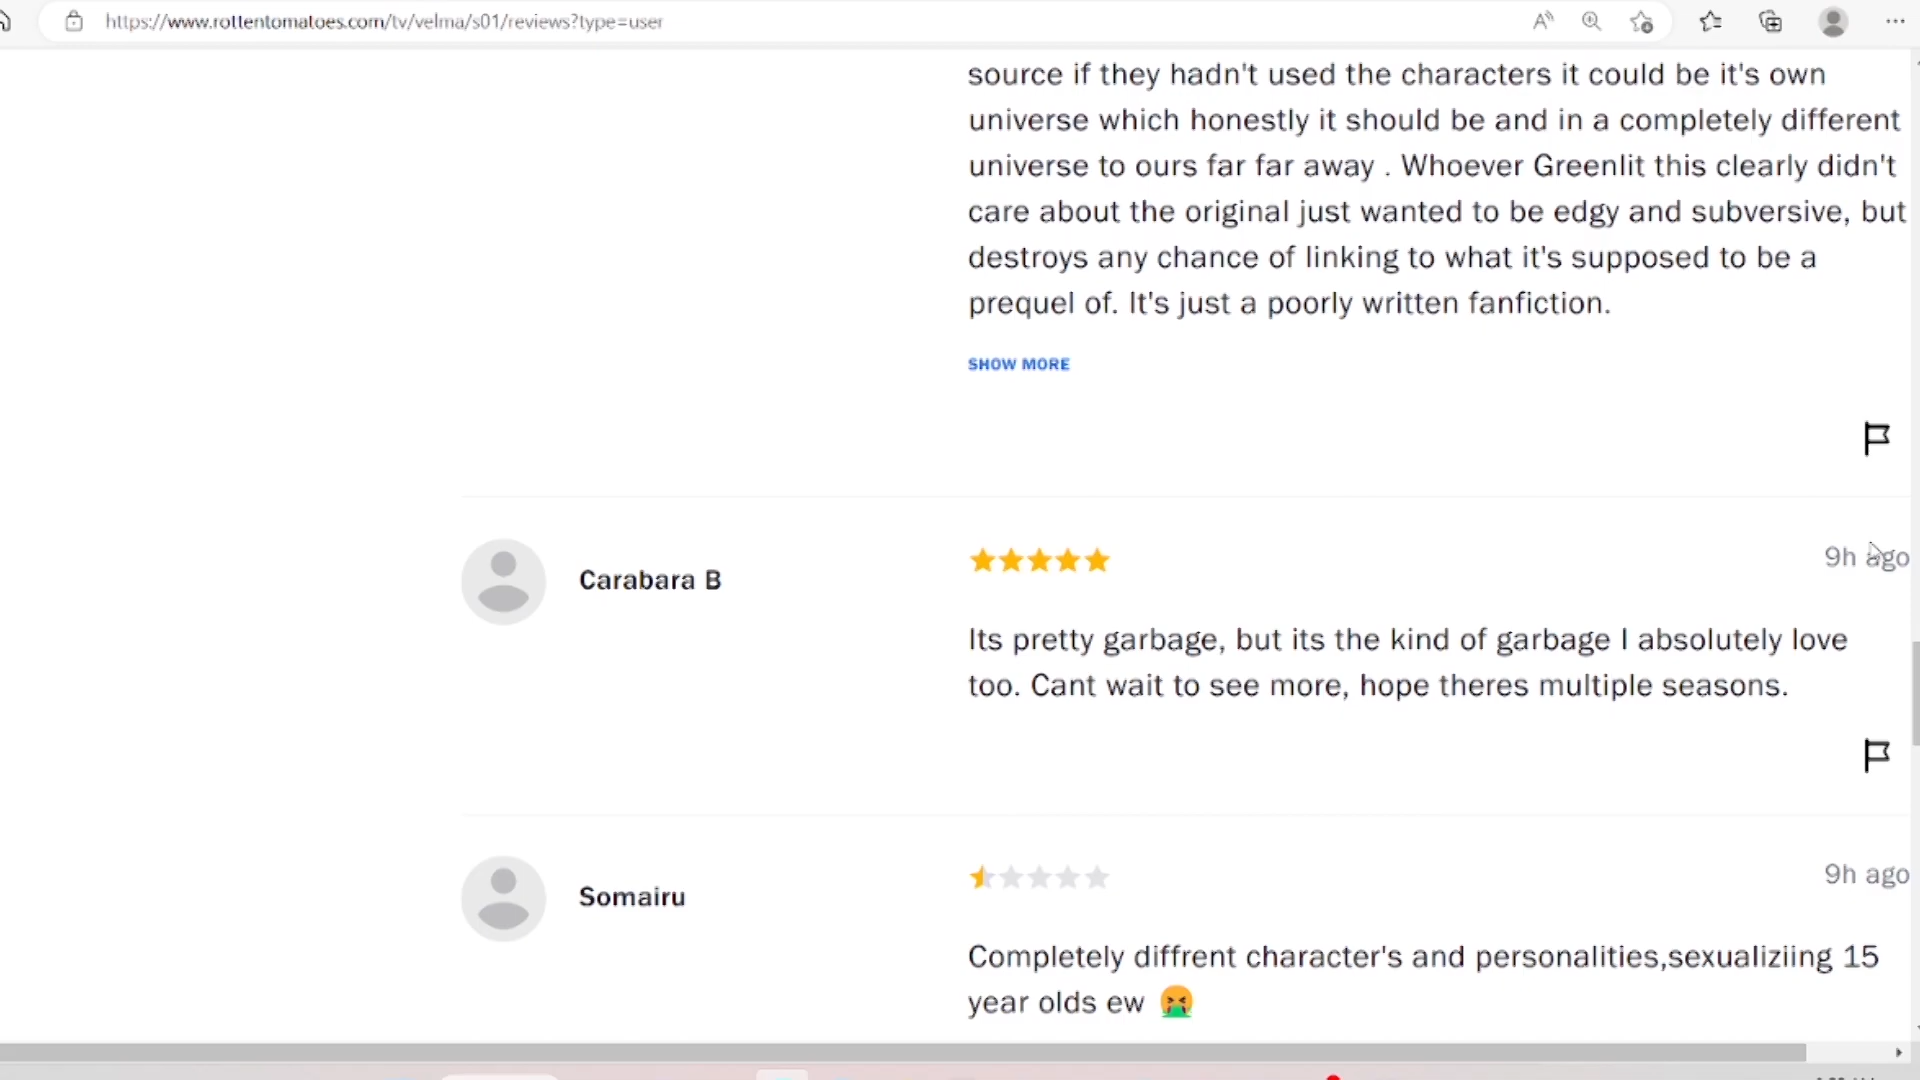 https://www.rottentomatoes.com/tv/velma/s01/reviews?type=user
source if they hadn't used the characters it could be it's own
universe which honestly it should be and in a completely different
universe to ours far far away . Whoever Greenlit this clearly didn't
care about the original just wanted to be edgy and subversive, but
destroys any chance of linking to what it's supposed to be a
prequel of. It's just a poorly written fanfiction.
SHOW MORE
Carabara B
9h ago
Its pretty garbage, but its the kind of garbage I absolutely love
too. Cant wait to see more, hope theres multiple seasons.
Somairu
9h ago
Completely diffrent character's and personalities,sexualiziing 15
year olds ew